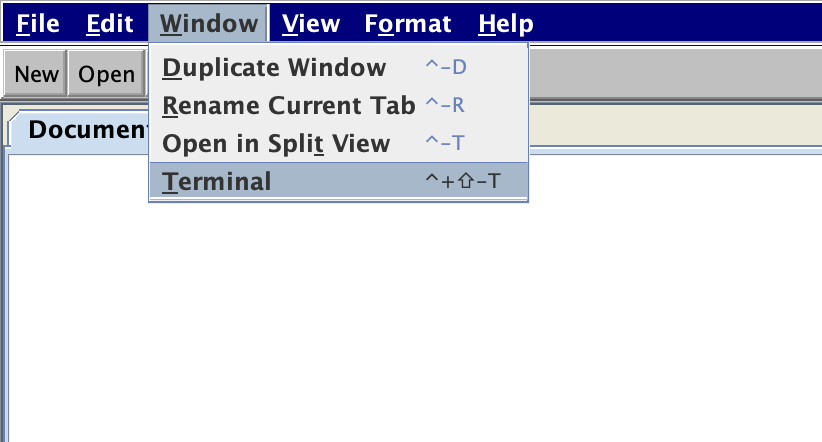 File Edit Window View Format Help
New Open
Duplicate Window ^-D
Rename Current Tab ^-R
Open in Split View ^-T
Terminal ^+⇧-T
Document